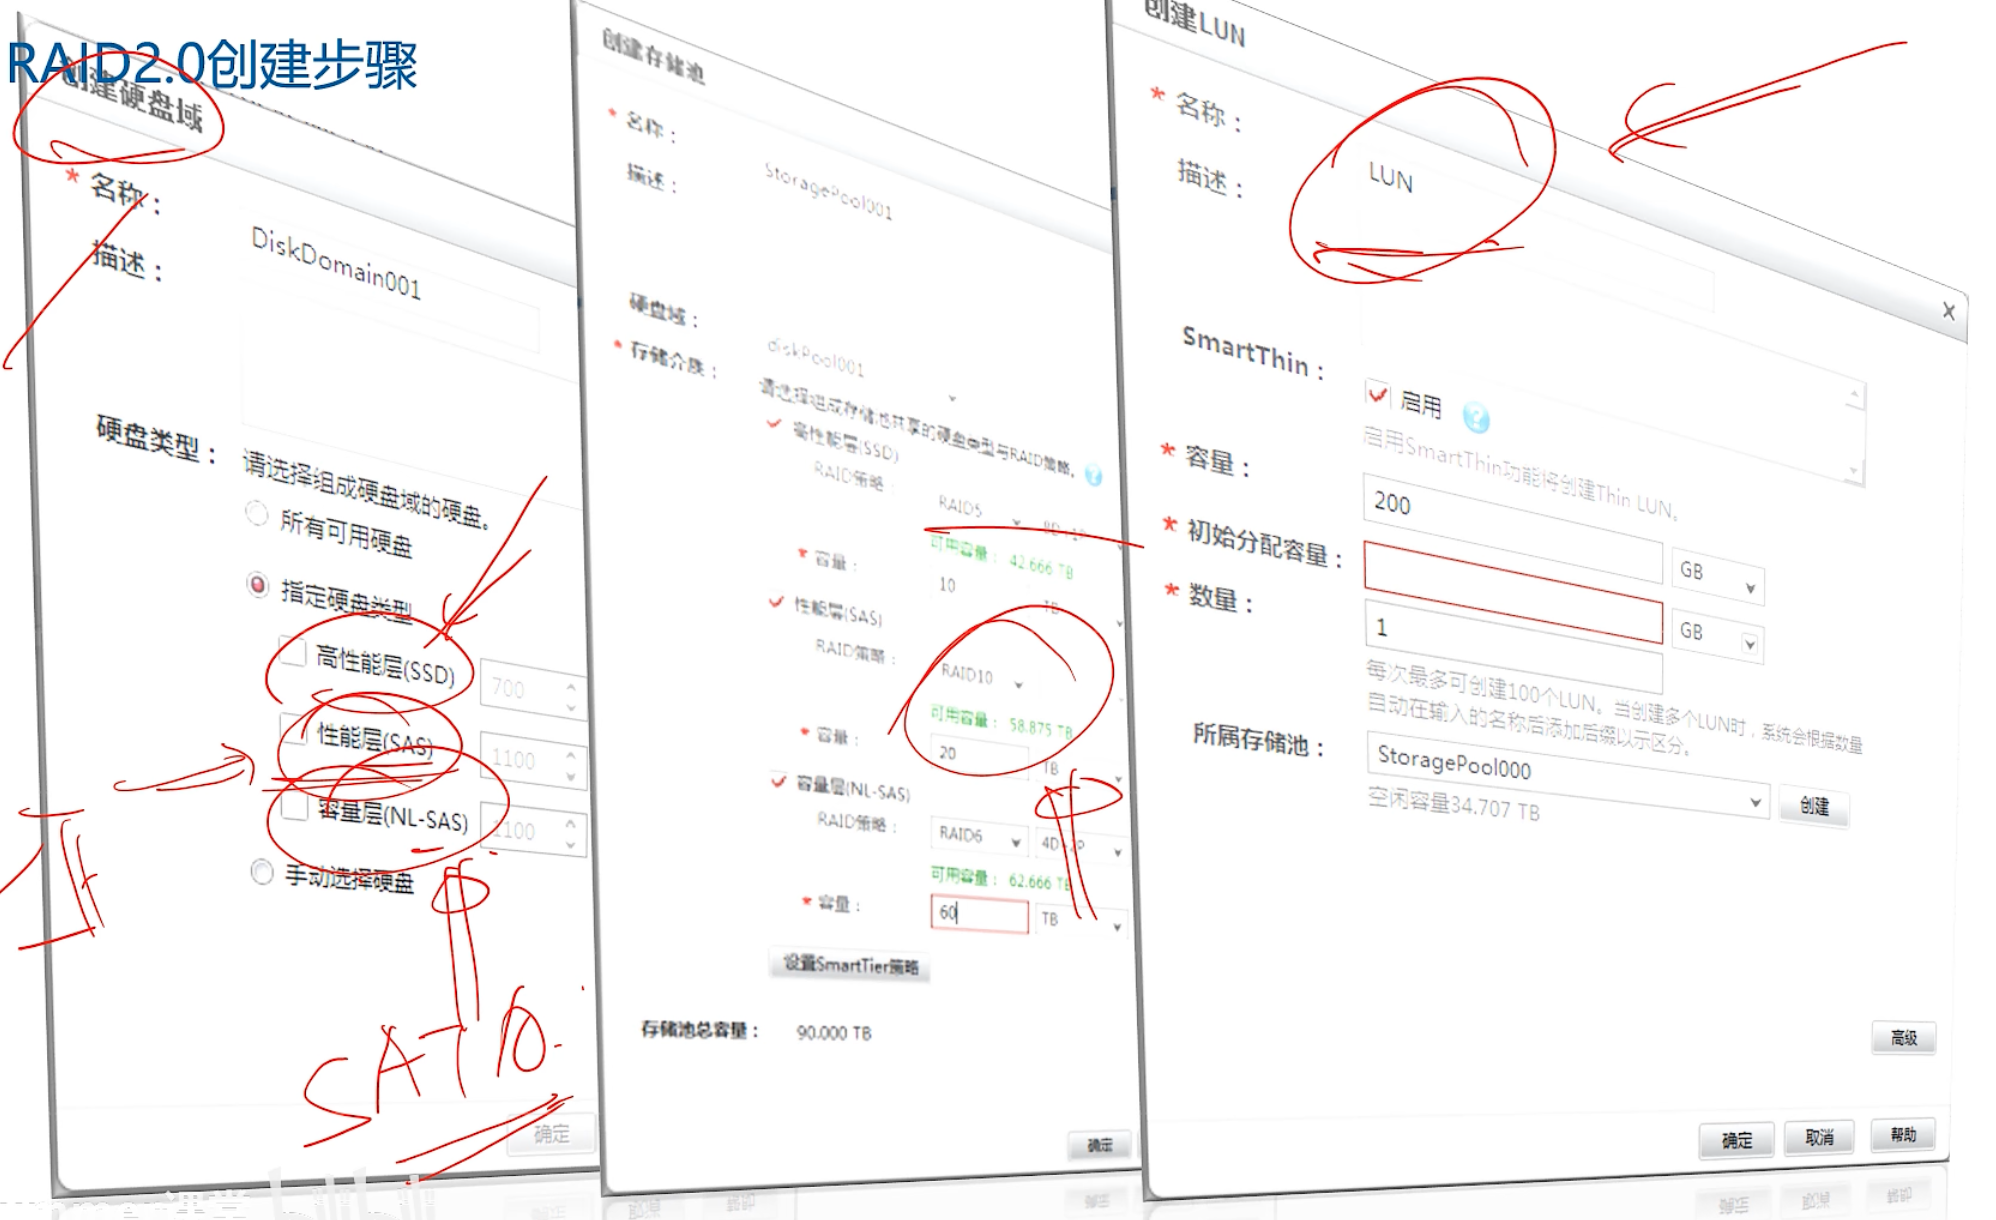 RAID2.0创建步骤
创建硬盘域
* 名称：
描述：
DiskDomain001
硬盘类型：
请选择组成硬盘域的硬盘。
所有可用硬盘
指定硬盘类型
高性能层(SSD)
700
性能层(SAS)
1100
容量层(NL-SAS)
1100
手动选择硬盘
SATA
确定
创建存储池
* 名称：
描述：
StoragePool001
硬盘域：
diskPool001
* 存储介质：
请选择组成存储池共享的硬盘类型与RAID策略。
高性能层(SSD)
RAID策略：
RAID5
可用容量： 42.666 TB
* 容量：
10
TB
性能层(SAS)
RAID策略：
RAID10
可用容量： 58.875 TB
* 容量：
20
TB
容量层(NL-SAS)
RAID策略：
RAID6
4D+2P
可用容量： 62.666 TB
* 容量：
60
TB
设置SmartTier策略
存储池总容量： 90.000 TB
确定
创建LUN
* 名称：
描述：
LUN
SmartThin：
启用
启用SmartThin功能将创建Thin LUN。
* 容量：
200
GB
* 初始分配容量：
GB
* 数量：
1
每次最多可创建100个LUN。当创建多个LUN时，系统会根据数量
自动在输入的名称后添加后缀以示区分。
所属存储池：
StoragePool000
创建
空闲容量34.707 TB
高级
确定
取消
帮助